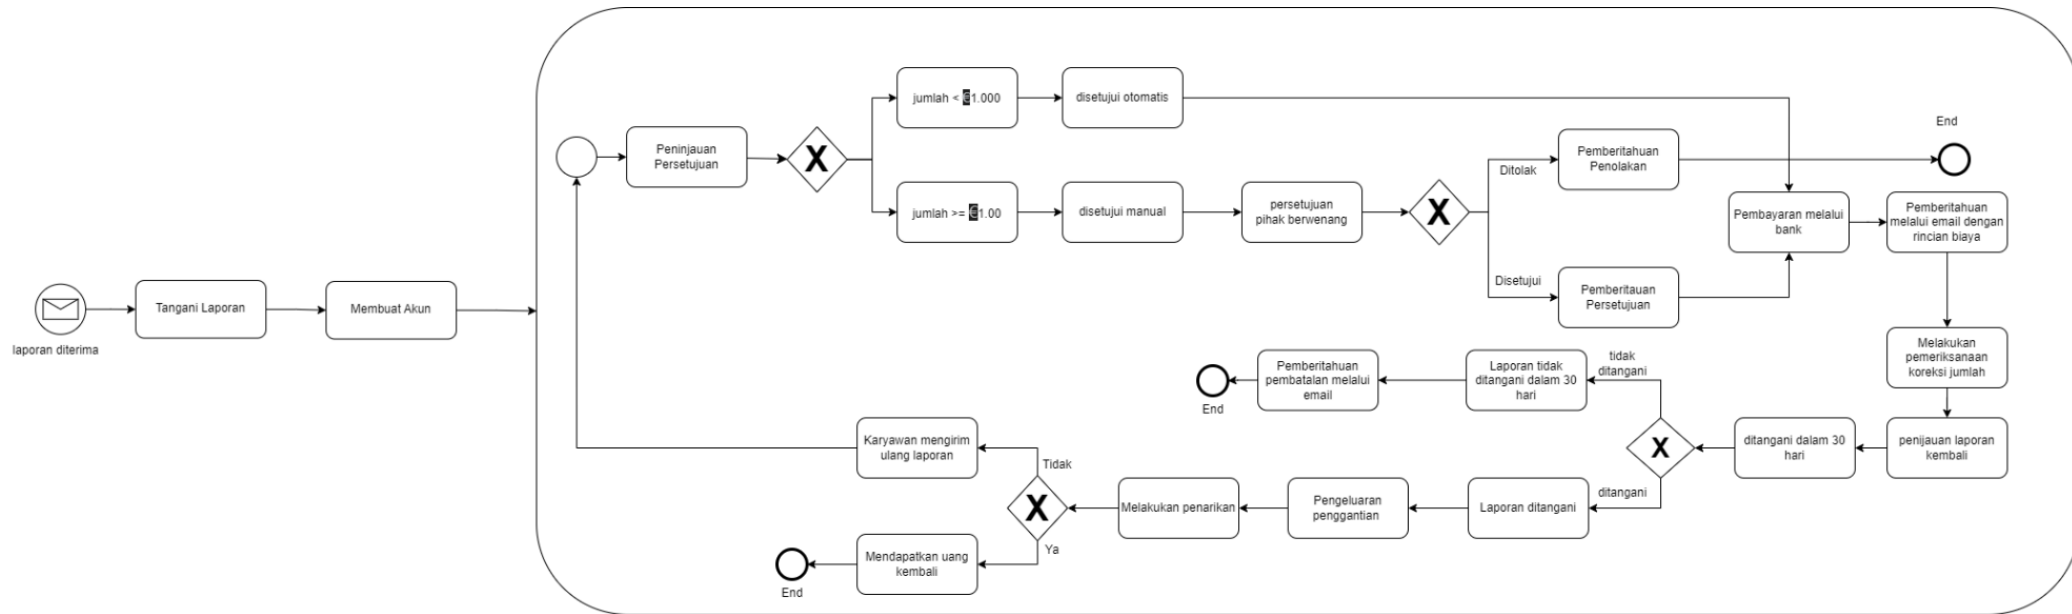 laporan diterima
Tangani Laporan
Membuat Akun
Peninjauan
Persetujuan
X
jumlah < €1.000
disetujui otomatis
jumlah >= €1.00
disetujui manual
persetujuan
pihak berwenang
X
Ditolak
Disetujui
Pemberitahuan
Penolakan
End
Pemberitauan
Persetujuan
Pembayaran melalui
bank
Pemberitahuan
melalui email dengan
rincian biaya
Melakukan
pemeriksanaan
koreksi jumlah
penijauan laporan
kembali
ditangani dalam 30
hari
X
tidak
ditangani
ditangani
Laporan tidak
ditangani dalam 30
hari
Pemberitahuan
pembatalan melalui
email
End
Laporan ditangani
Pengeluaran
penggantian
Melakukan penarikan
X
Tidak
Ya
Karyawan mengirim
ulang laporan
Mendapatkan uang
kembali
End